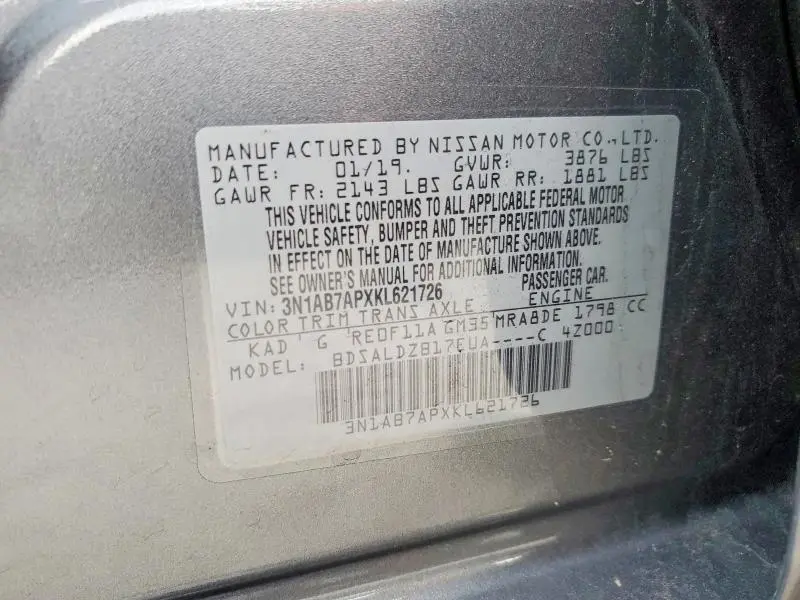 MANUFACTURED BY NISSAN MOTOR CO.,LTD.
DATE: 01/19. GVWR: 3876 LBS
GAWR FR: 2143 LBS GAWR RR: 1881 LBS
THIS VEHICLE CONFORMS TO ALL APPLICABLE FEDERAL MOTOR
VEHICLE SAFETY, BUMPER AND THEFT PREVENTION STANDARDS
IN EFFECT ON THE DATE OF MANUFACTURE SHOWN ABOVE.
SEE OWNER'S MANUAL FOR ADDITIONAL INFORMATION.
VIN: 3N1AB7APXKL621726 PASSENGER CAR.
COLOR TRIM TRANS AXLE ENGINE
KAD G RE0F11A GM35 MRA8DE 1798 CC
MODEL: BDSALDZB17EUA----C 4Z000
3N1AB7APXKL621726